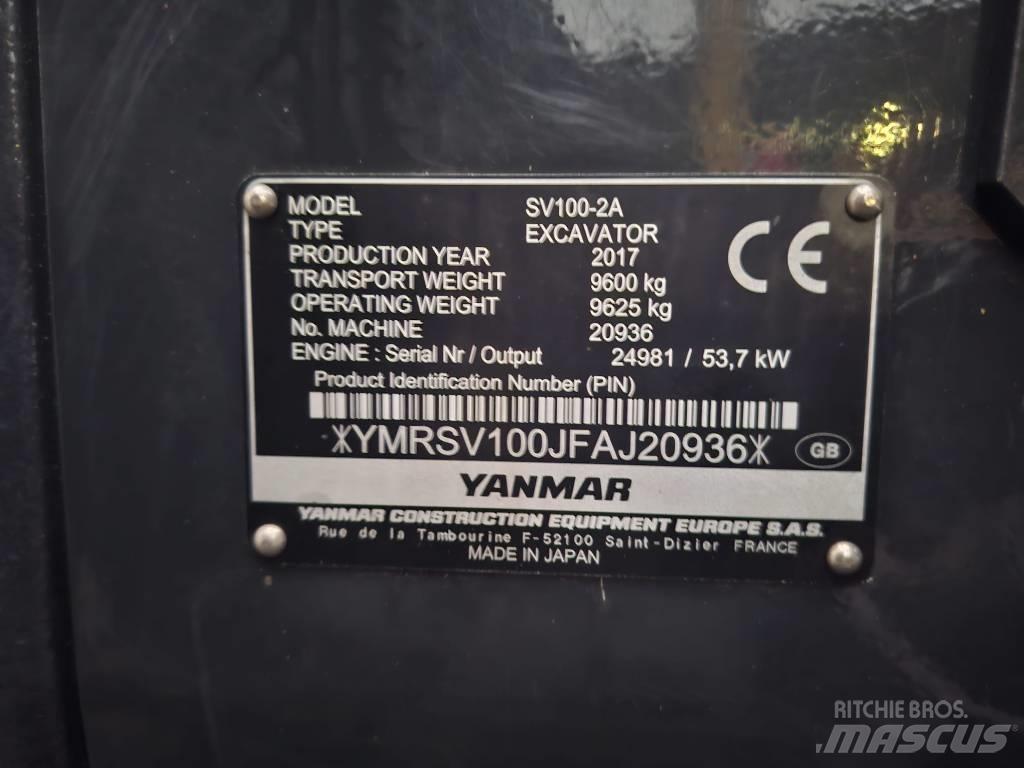 MODEL SV100-2A
TYPE EXCAVATOR
PRODUCTION YEAR 2017
TRANSPORT WEIGHT 9600 kg
OPERATING WEIGHT 9625 kg
No. MACHINE 20936
ENGINE : Serial Nr / Output 24981 / 53,7 kW
Product Identification Number (PIN)
YMRSV100JFAJ20936
GB
CE
YANMAR
YANMAR CONSTRUCTION EQUIPMENT EUROPE S.A.S.
Rue de la Tambourine F-52100 Saint-Dizier FRANCE
MADE IN JAPAN
RITCHIE BROS.
MASCUS